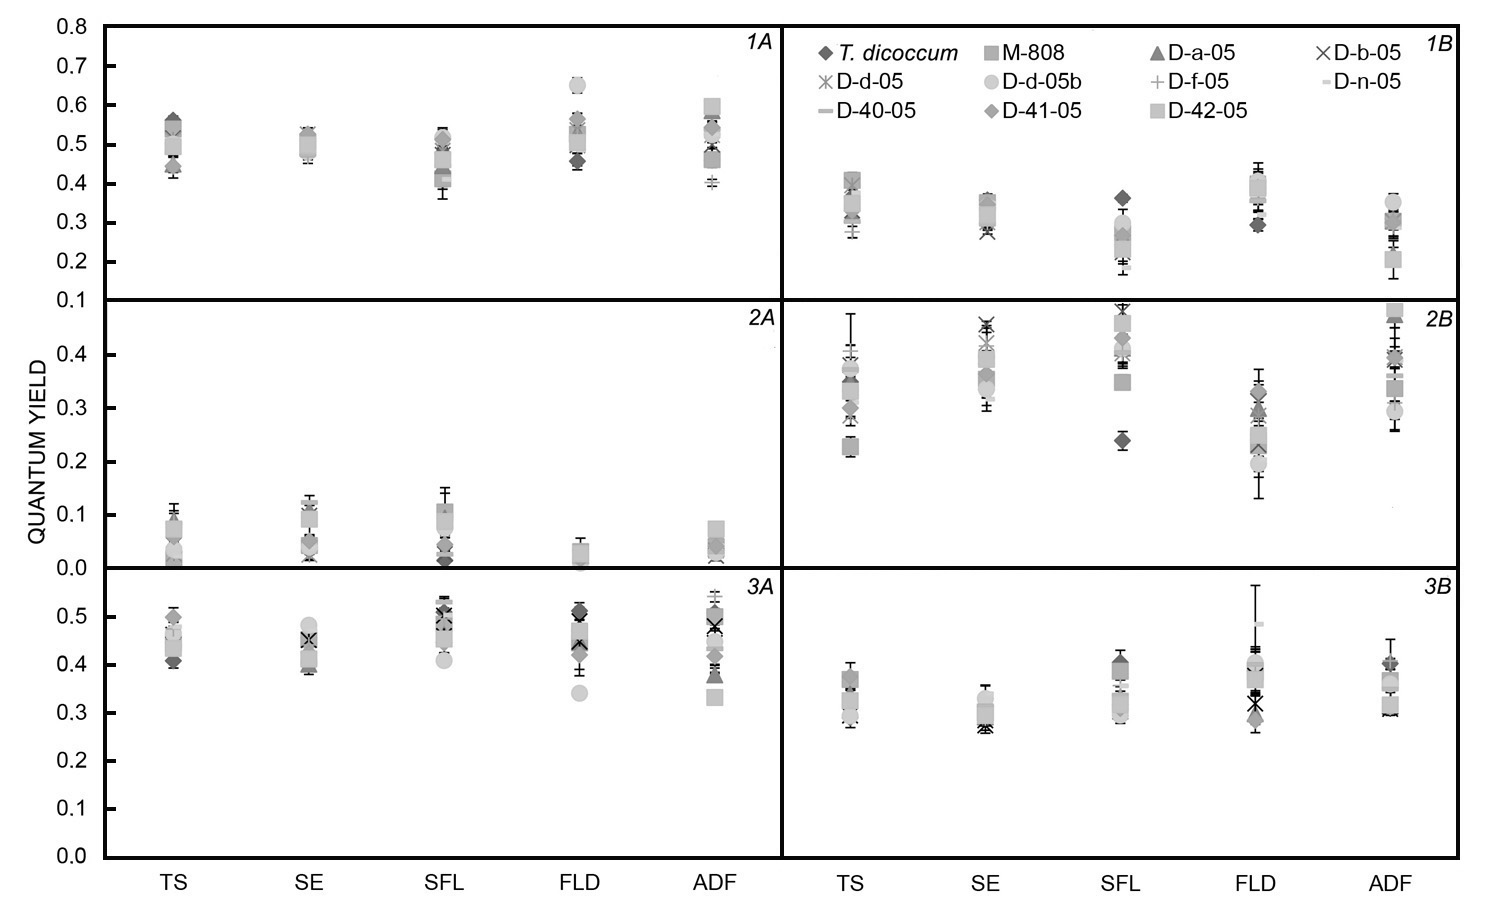 0.8
0.7
0.6
0.5
0.4
0.3
0.2
0.1
1A
T. dicoccum M-808 D-a-05 D-b-05
D-d-05 D-d-05b D-f-05 D-n-05
D-40-05 D-41-05 D-42-05
1B
QUANTUM YIELD
0.4
0.3
0.2
0.1
0.0
2A
2B
0.5
0.4
0.3
0.2
0.1
0.0
3A
3B
TS SE SFL FLD ADF
TS SE SFL FLD ADF